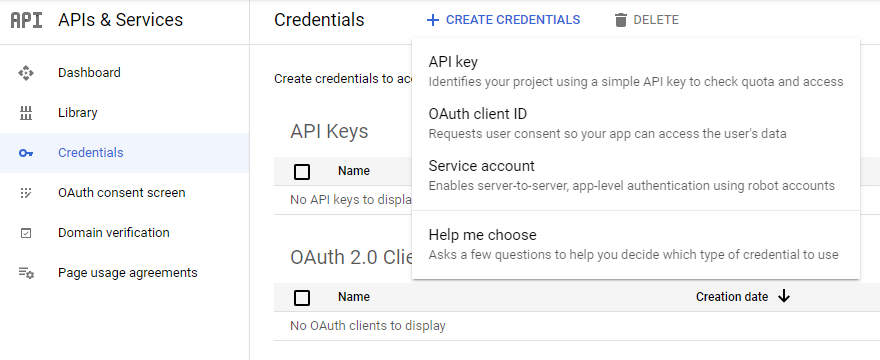 API APIs & Services
Credentials
+ CREATE CREDENTIALS
DELETE
Dashboard
Library
Credentials
OAuth consent screen
Domain verification
Page usage agreements
Create credentials to
API key
Identifies your project using a simple API key to check quota and access
OAuth client ID
Requests user consent so your app can access the user's data
Service account
Enables server-to-server, app-level authentication using robot accounts
Help me choose
Asks a few questions to help you decide which type of credential to use
API Keys
Name
No API keys to
OAuth 2.0
Name
Creation date
No OAuth clients to display